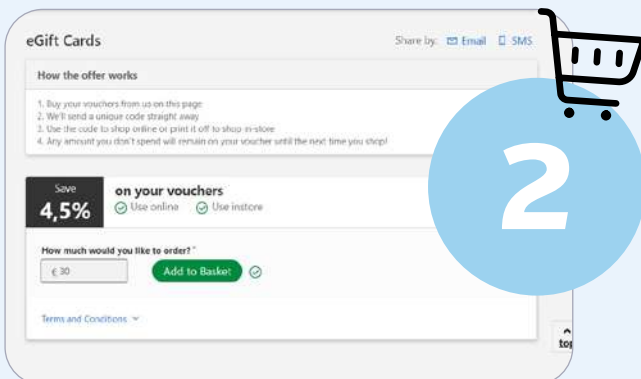 eGift Cards
Share by: Email SMS
How the offer works
1. Buy your vouchers from us on this page
2. We'll send a unique code straight away
3. Use the code to shop online or print it off to shop in-store
4. Any amount you don't spend will remain on your voucher until the next time you shop!
2
Save
4,5%
on your vouchers
Use online Use instore
How much would you like to order? *
€ 30
Add to Basket
Terms and Conditions
top